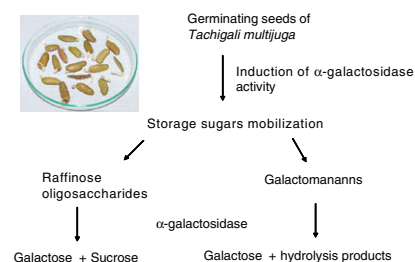 Germinating seeds of
Tachigali multijuga
Induction of α-galactosidase
activity
Storage sugars mobilization
Raffinose
oligosaccharides
Galactomananns
α-galactosidase
Galactose + Sucrose
Galactose + hydrolysis products